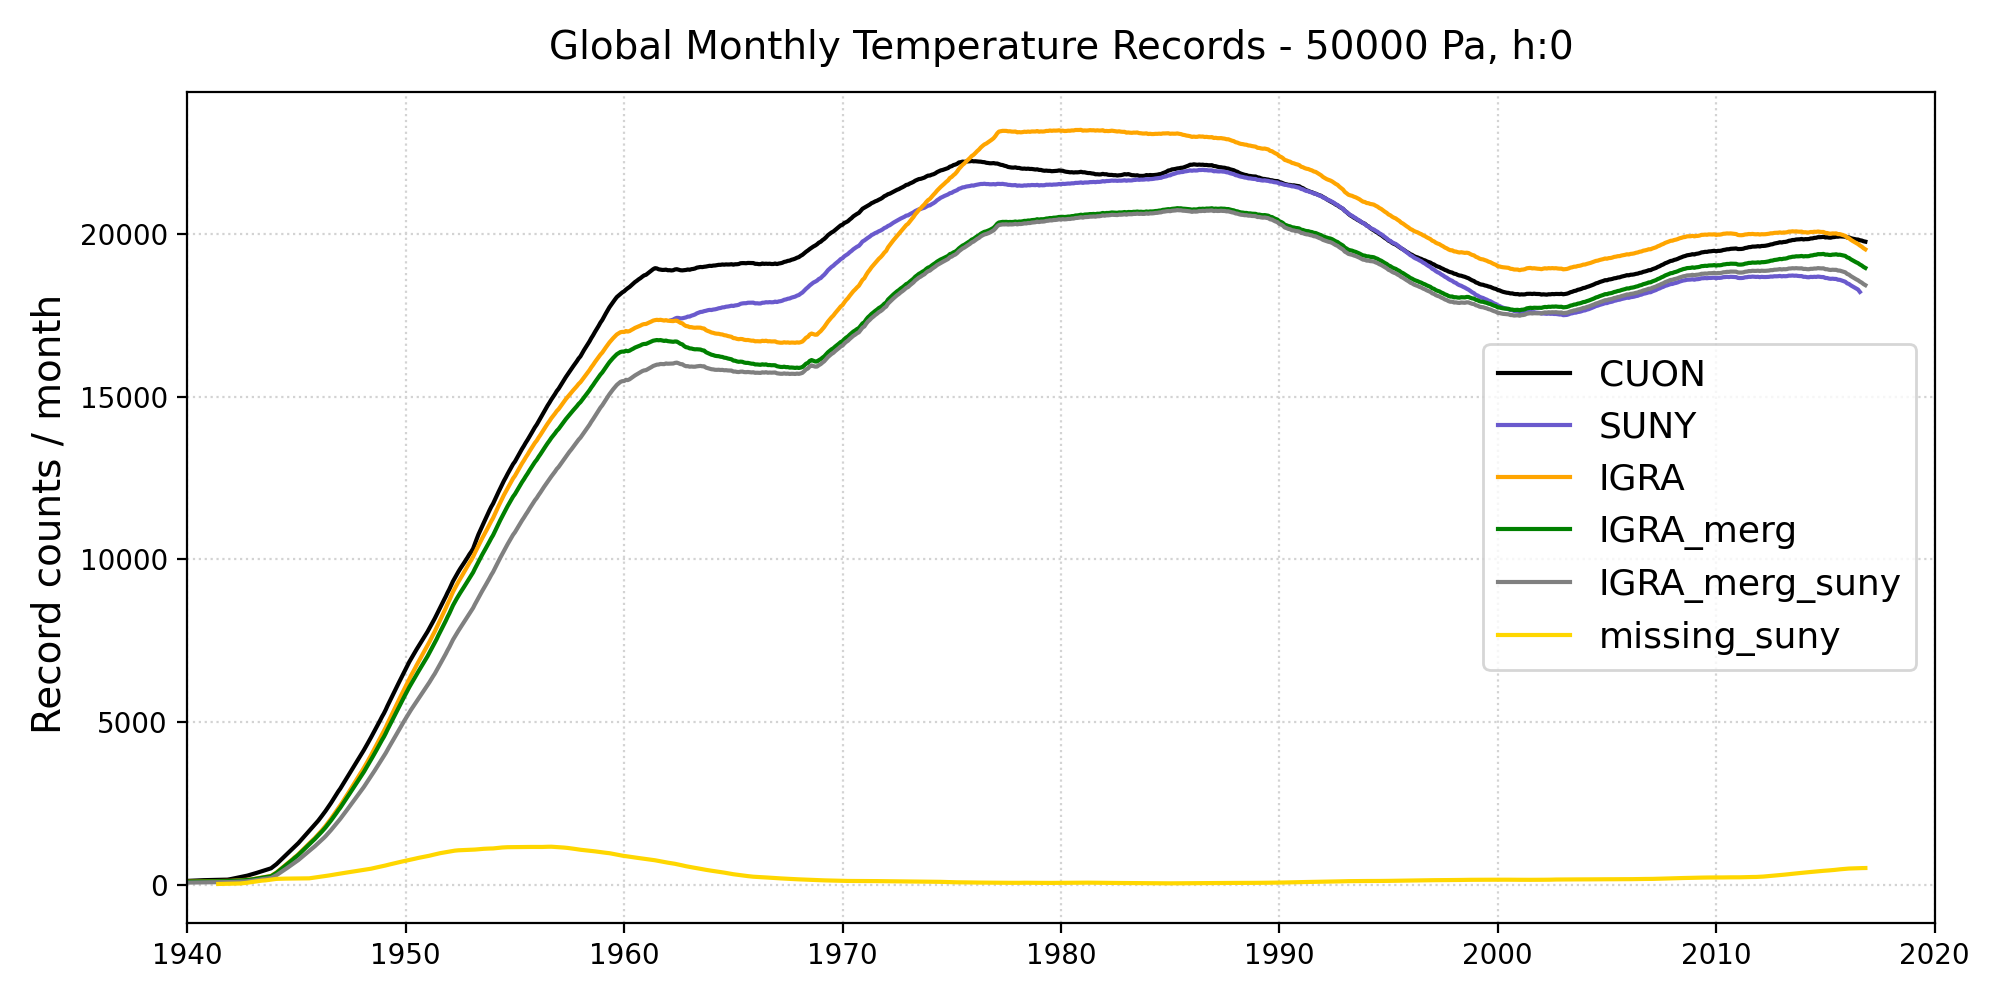 Global Monthly Temperature Records - 50000 Pa, h:0
Record counts / month
20000
15000
10000
5000
0
1940 1950 1960 1970 1980 1990 2000 2010 2020
CUON
SUNY
IGRA
IGRA_merg
IGRA_merg_suny
missing_suny